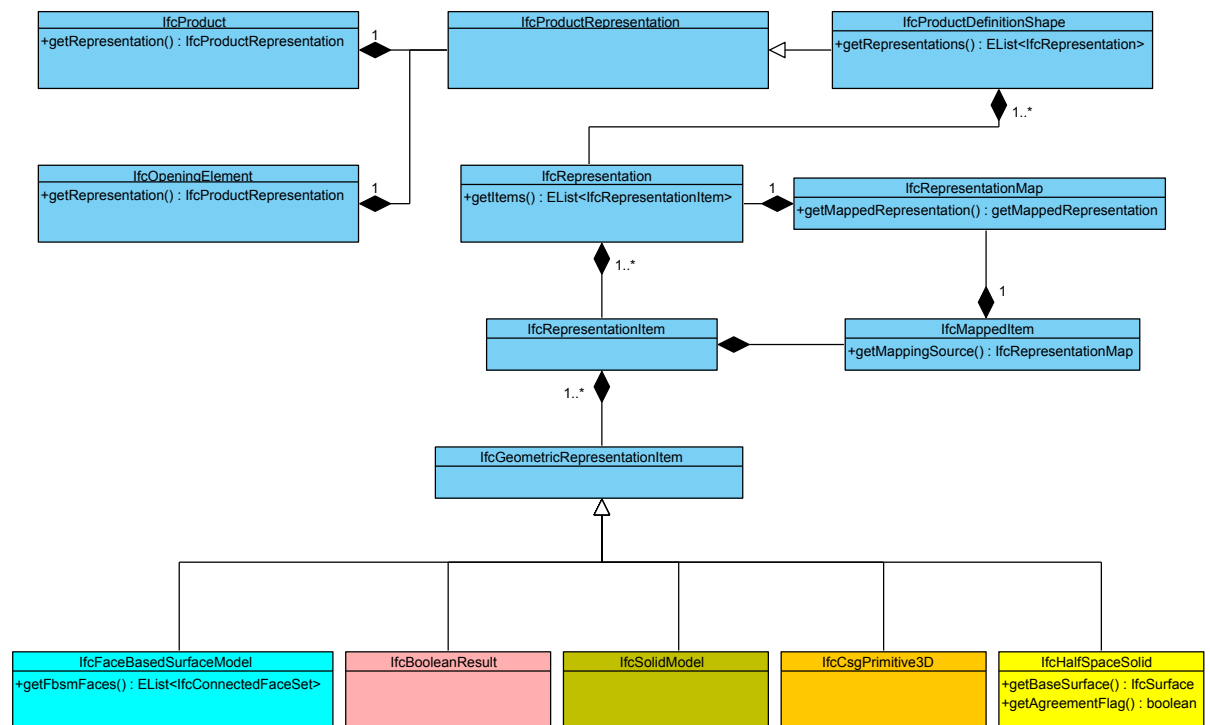 IfcProduct
+getRepresentation() : IfcProductRepresentation
1
IfcProductRepresentation
IfcProductDefinitionShape
+getRepresentations() : EList<IfcRepresentation>
1..*
IfcOpeningElement
+getRepresentation() : IfcProductRepresentation
1
IfcRepresentation
+getItems() : EList<IfcRepresentationItem>
1
IfcRepresentationMap
+getMappedRepresentation() : getMappedRepresentation
1..*
1
IfcRepresentationItem
IfcMappedItem
+getMappingSource() : IfcRepresentationMap
1..*
IfcGeometricRepresentationItem
IfcFaceBasedSurfaceModel
+getFbsmFaces() : EList<IfcConnectedFaceSet>
IfcBooleanResult
IfcSolidModel
IfcCsgPrimitive3D
IfcHalfSpaceSolid
+getBaseSurface() : IfcSurface
+getAgreementFlag() : boolean